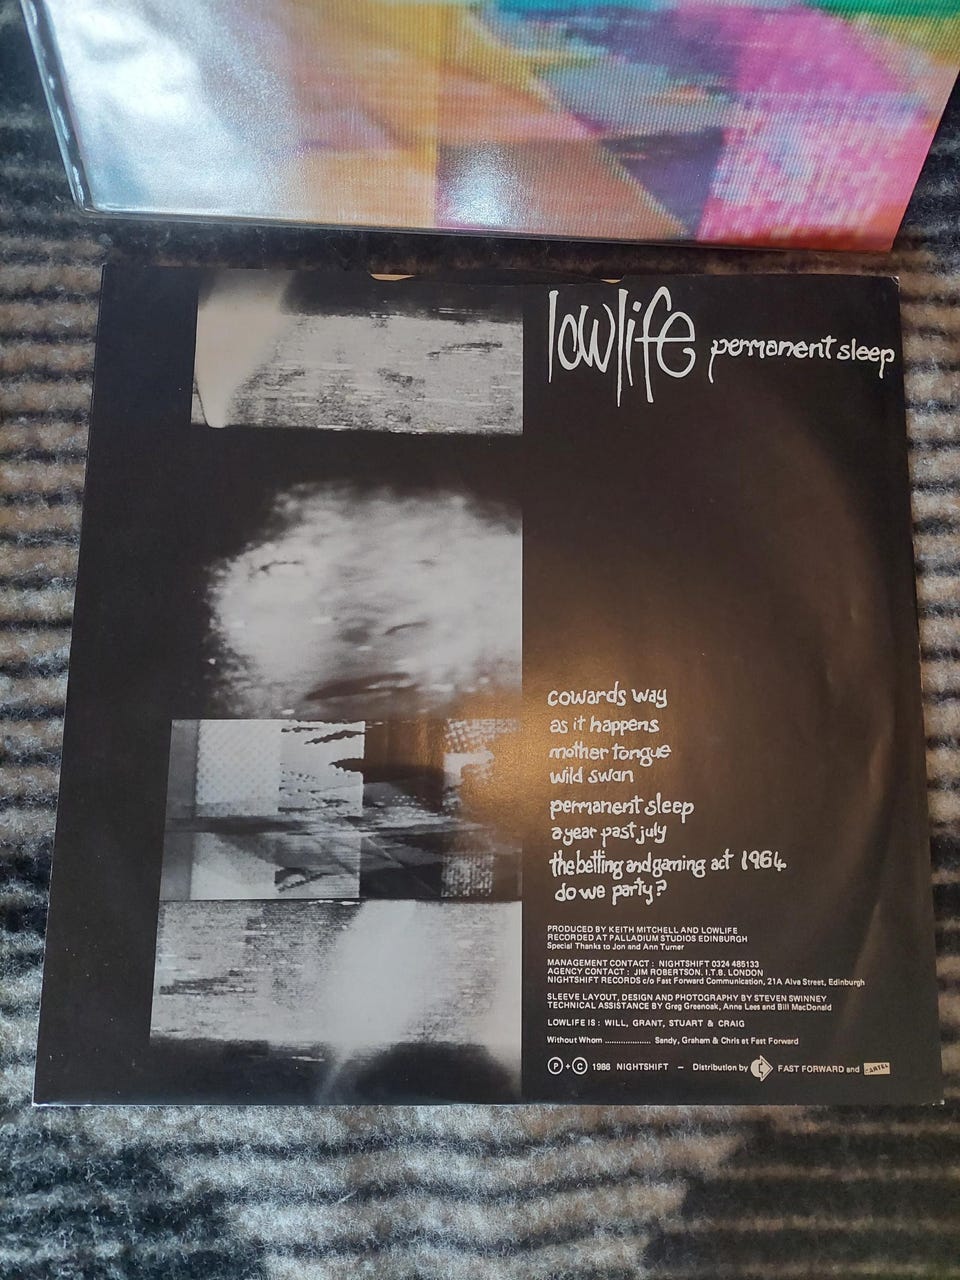 lowlife permanent sleep
cowards way
as it happens
mother tongue
wild swan
permanent sleep
a year past july
the betting and gaming act 1964
do we party?
PRODUCED BY KEITH MITCHELL AND LOWLIFE
RECORDED AT PALLADIUM STUDIOS EDINBURGH
Special Thanks to Jon and Ann Turner
MANAGEMENT CONTACT : NIGHTSHIFT 0324 485133
AGENCY CONTACT : JIM ROBERTSON. I.T.B. LONDON
NIGHTSHIFT RECORDS c/o Fast Forward Communication, 21A Alva Street, Edinburgh
SLEEVE LAYOUT, DESIGN AND PHOTOGRAPHY BY STEVEN SWINNEY
TECHNICAL ASSISTANCE BY Greg Greenoak, Anne Lees and Bill MacDonald
LOWLIFE IS : WILL, GRANT, STUART & CRAIG
Without Whom .................... Sandy, Graham & Chris at Fast Forward
Ⓟ + © 1986 NIGHTSHIFT – Distribution by FAST FORWARD and CARTEL